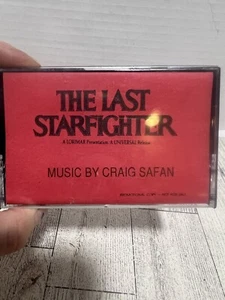 THE LAST
STARFIGHTER
A LORIMAR Presentation A UNIVERSAL Release
MUSIC BY CRAIG SAFAN